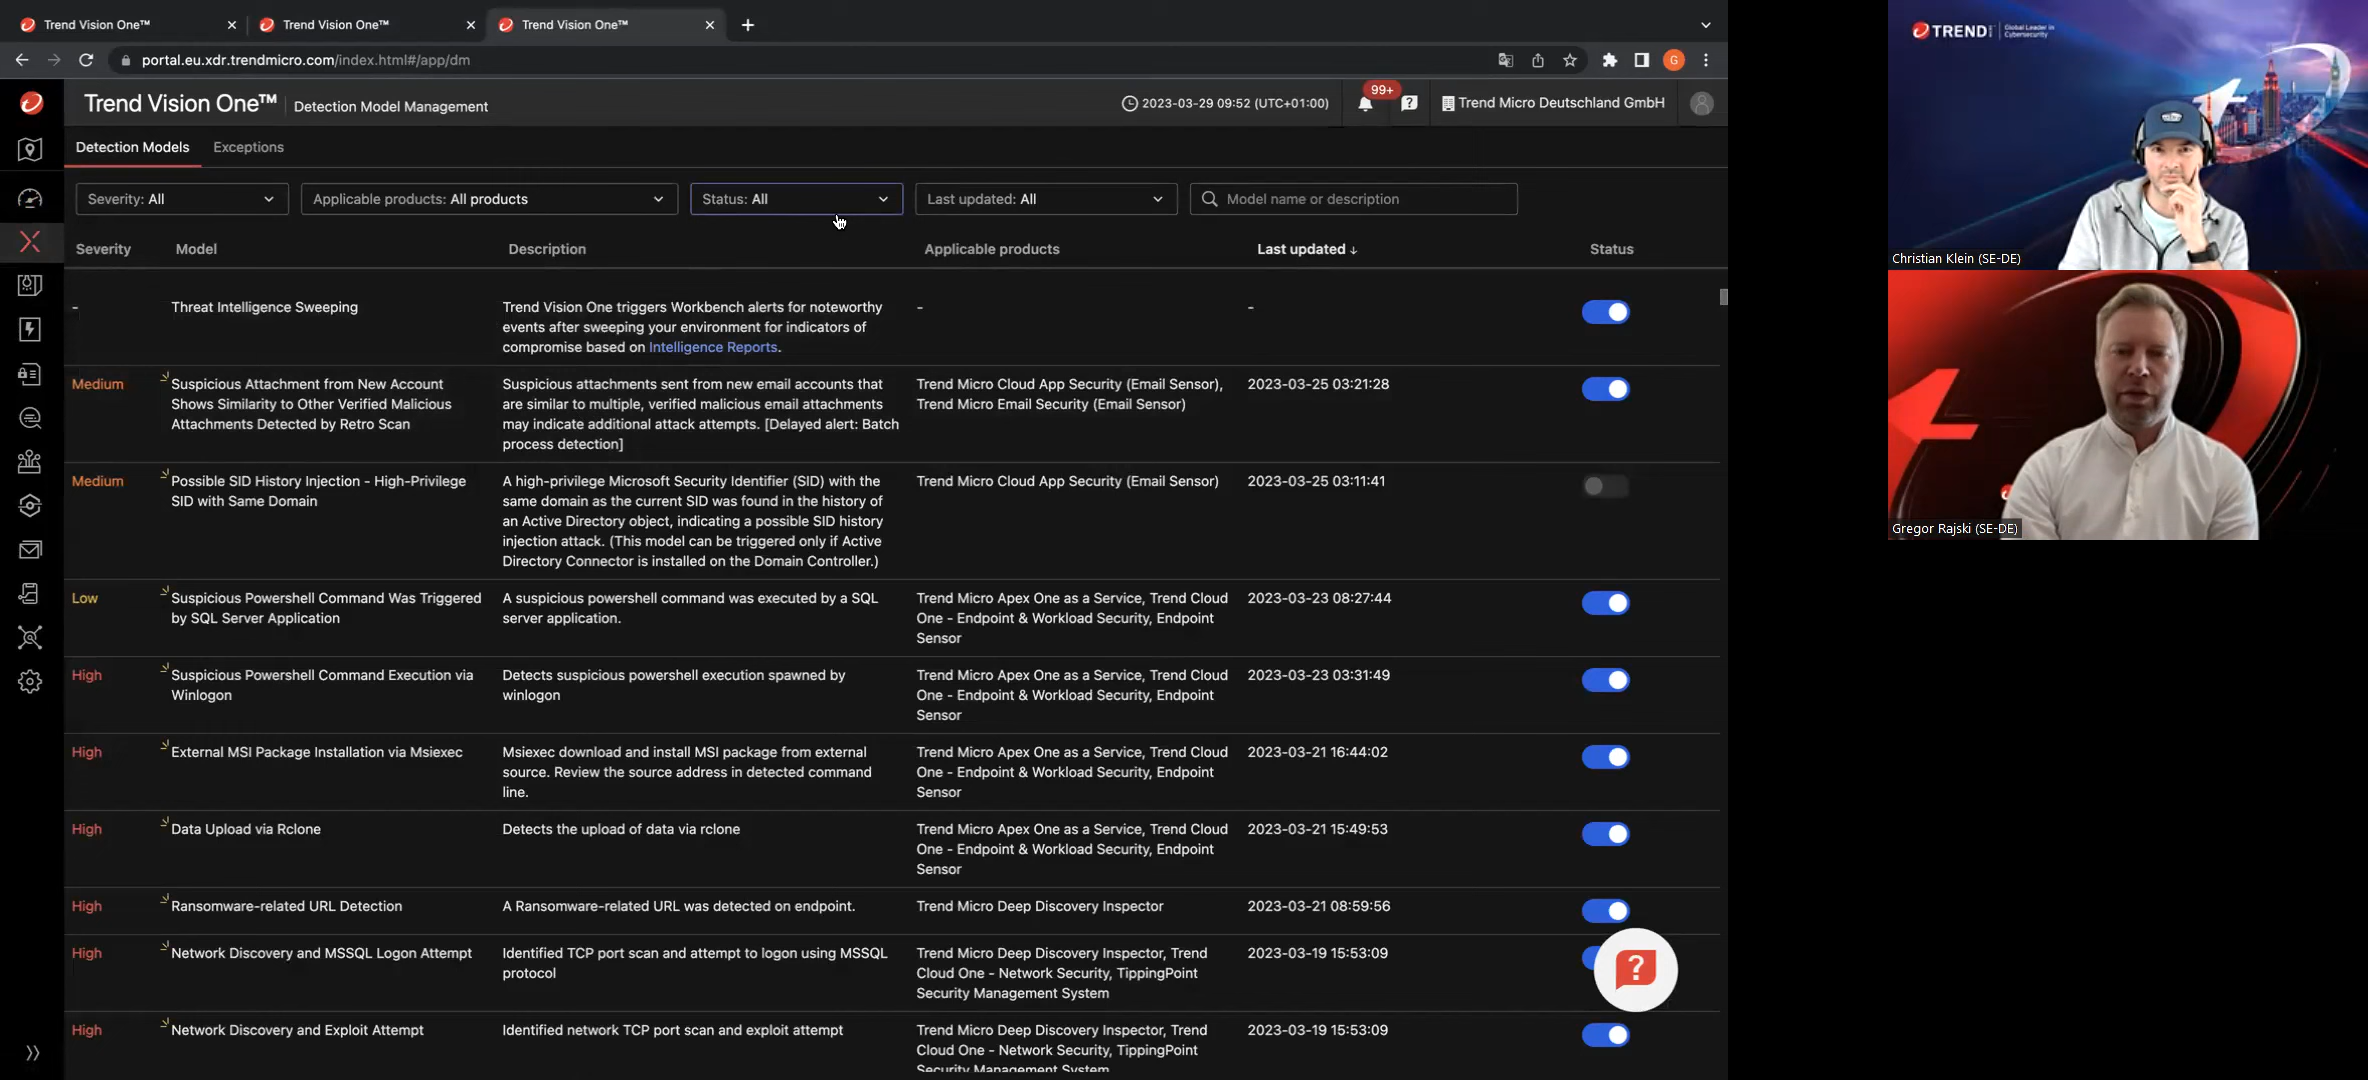 Trend Vision One™
Trend Vision One™
Trend Vision One™
portal.eu.xdr.trendmicro.com/index.html#/app/dm
G
Trend Vision One™ | Detection Model Management
2023-03-29 09:52 (UTC+01:00)
99+
Trend Micro Deutschland GmbH
Detection Models
Exceptions
Severity: All
Applicable products: All products
Status: All
Last updated: All
Model name or description
Severity
Model
Description
Applicable products
Last updated ↓
Status
-
Threat Intelligence Sweeping
Trend Vision One triggers Workbench alerts for noteworthy
events after sweeping your environment for indicators of
compromise based on Intelligence Reports.
-
-
Medium
Suspicious Attachment from New Account
Shows Similarity to Other Verified Malicious
Attachments Detected by Retro Scan
Suspicious attachments sent from new email accounts that
are similar to multiple, verified malicious email attachments
may indicate additional attack attempts. [Delayed alert: Batch
process detection]
Trend Micro Cloud App Security (Email Sensor),
Trend Micro Email Security (Email Sensor)
2023-03-25 03:21:28
Medium
Possible SID History Injection - High-Privilege
SID with Same Domain
A high-privilege Microsoft Security Identifier (SID) with the
same domain as the current SID was found in the history of
an Active Directory object, indicating a possible SID history
injection attack. (This model can be triggered only if Active
Directory Connector is installed on the Domain Controller.)
Trend Micro Cloud App Security (Email Sensor)
2023-03-25 03:11:41
Low
Suspicious Powershell Command Was Triggered
by SQL Server Application
A suspicious powershell command was executed by a SQL
server application.
Trend Micro Apex One as a Service, Trend Cloud
One - Endpoint & Workload Security, Endpoint
Sensor
2023-03-23 08:27:44
High
Suspicious Powershell Command Execution via
Winlogon
Detects suspicious powershell execution spawned by
winlogon
Trend Micro Apex One as a Service, Trend Cloud
One - Endpoint & Workload Security, Endpoint
Sensor
2023-03-23 03:31:49
High
External MSI Package Installation via Msiexec
Msiexec download and install MSI package from external
source. Review the source address in detected command
line.
Trend Micro Apex One as a Service, Trend Cloud
One - Endpoint & Workload Security, Endpoint
Sensor
2023-03-21 16:44:02
High
Data Upload via Rclone
Detects the upload of data via rclone
Trend Micro Apex One as a Service, Trend Cloud
One - Endpoint & Workload Security, Endpoint
Sensor
2023-03-21 15:49:53
High
Ransomware-related URL Detection
A Ransomware-related URL was detected on endpoint.
Trend Micro Deep Discovery Inspector
2023-03-21 08:59:56
High
Network Discovery and MSSQL Logon Attempt
Identified TCP port scan and attempt to logon using MSSQL
protocol
Trend Micro Deep Discovery Inspector, Trend
Cloud One - Network Security, TippingPoint
Security Management System
2023-03-19 15:53:09
High
Network Discovery and Exploit Attempt
Identified network TCP port scan and exploit attempt
Trend Micro Deep Discovery Inspector, Trend
Cloud One - Network Security, TippingPoint
Security Management System
2023-03-19 15:53:09
TREND
Global Leader in
Cybersecurity
Christian Klein (SE-DE)
Gregor Rajski (SE-DE)